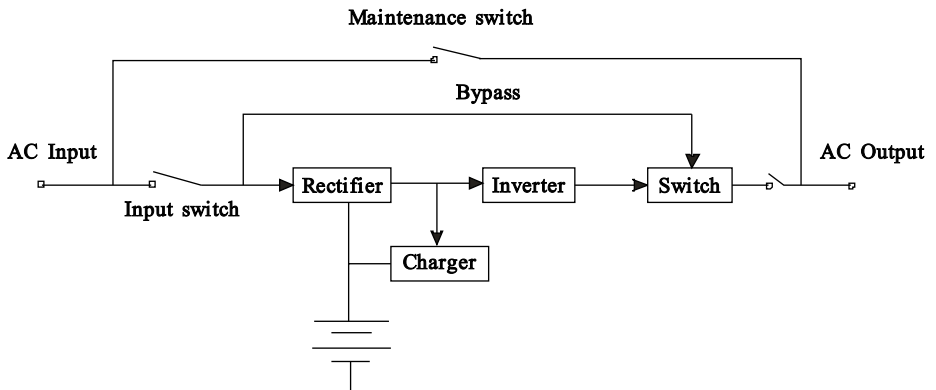 Maintenance switch
Bypass
AC Input
AC Output
Rectifier
Inverter
Switch
Input switch
Charger